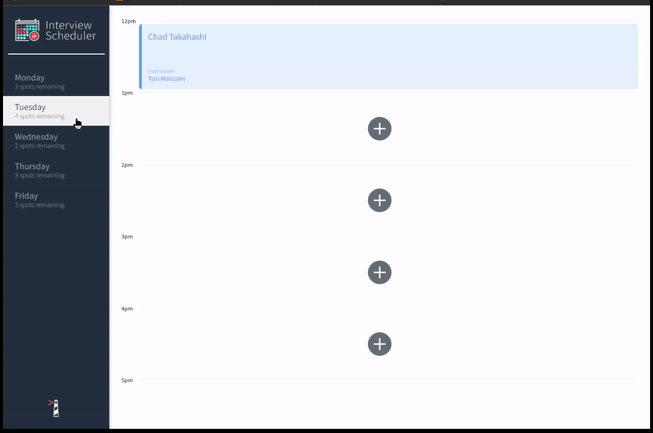 Interview
Scheduler
Monday
3 spots remaining
Tuesday
4 spots remaining
Wednesday
2 spots remaining
Thursday
3 spots remaining
Friday
3 spots remaining
12pm
Chad Takahashi
Interviewer
Tori Malcolm
1pm
2pm
3pm
4pm
5pm